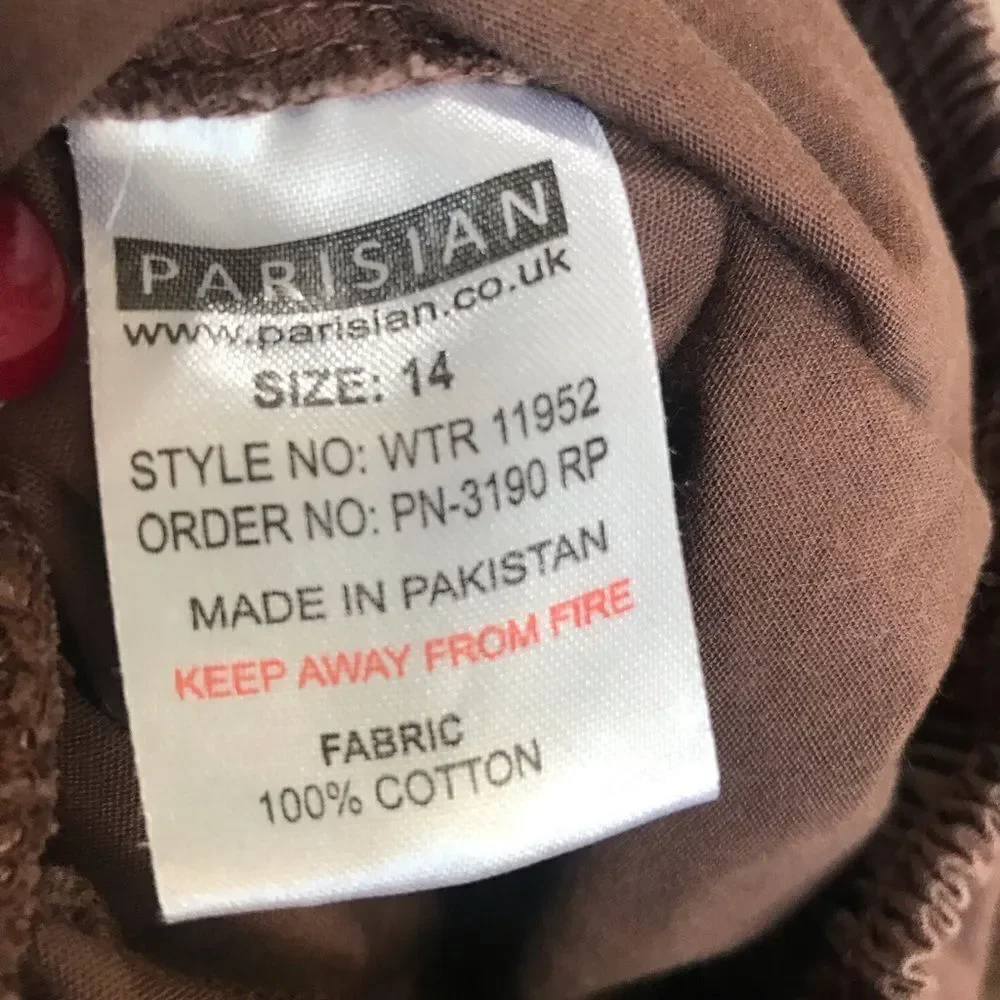 PARISIAN
www.parisian.co.uk
SIZE: 14
STYLE NO: WTR 11952
ORDER NO: PN-3190 RP
MADE IN PAKISTAN
KEEP AWAY FROM FIRE
FABRIC
100% COTTON